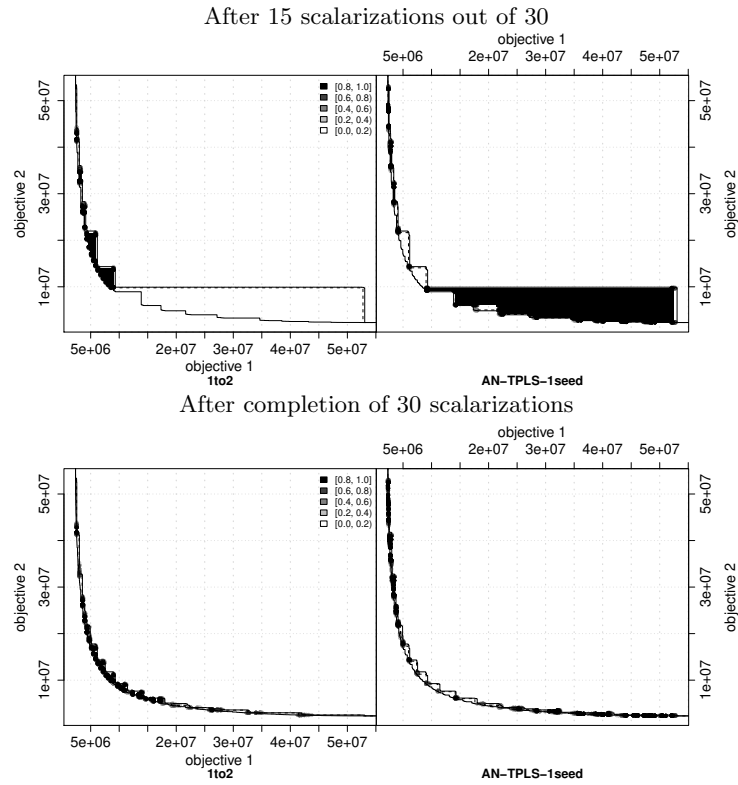 After 15 scalarizations out of 30
objective 1
5e+06 2e+07 3e+07 4e+07 5e+07
[0.8, 1.0]
[0.6, 0.8)
[0.4, 0.6)
[0.2, 0.4)
[0.0, 0.2)
objective 2
1e+07 3e+07 5e+07
1e+07 3e+07 5e+07
objective 2
5e+06 2e+07 3e+07 4e+07 5e+07
objective 1
1to2
AN-TPLS-1seed
After completion of 30 scalarizations
objective 1
5e+06 2e+07 3e+07 4e+07 5e+07
[0.8, 1.0]
[0.6, 0.8)
[0.4, 0.6)
[0.2, 0.4)
[0.0, 0.2)
objective 2
1e+07 3e+07 5e+07
1e+07 3e+07 5e+07
objective 2
5e+06 2e+07 3e+07 4e+07 5e+07
objective 1
1to2
AN-TPLS-1seed